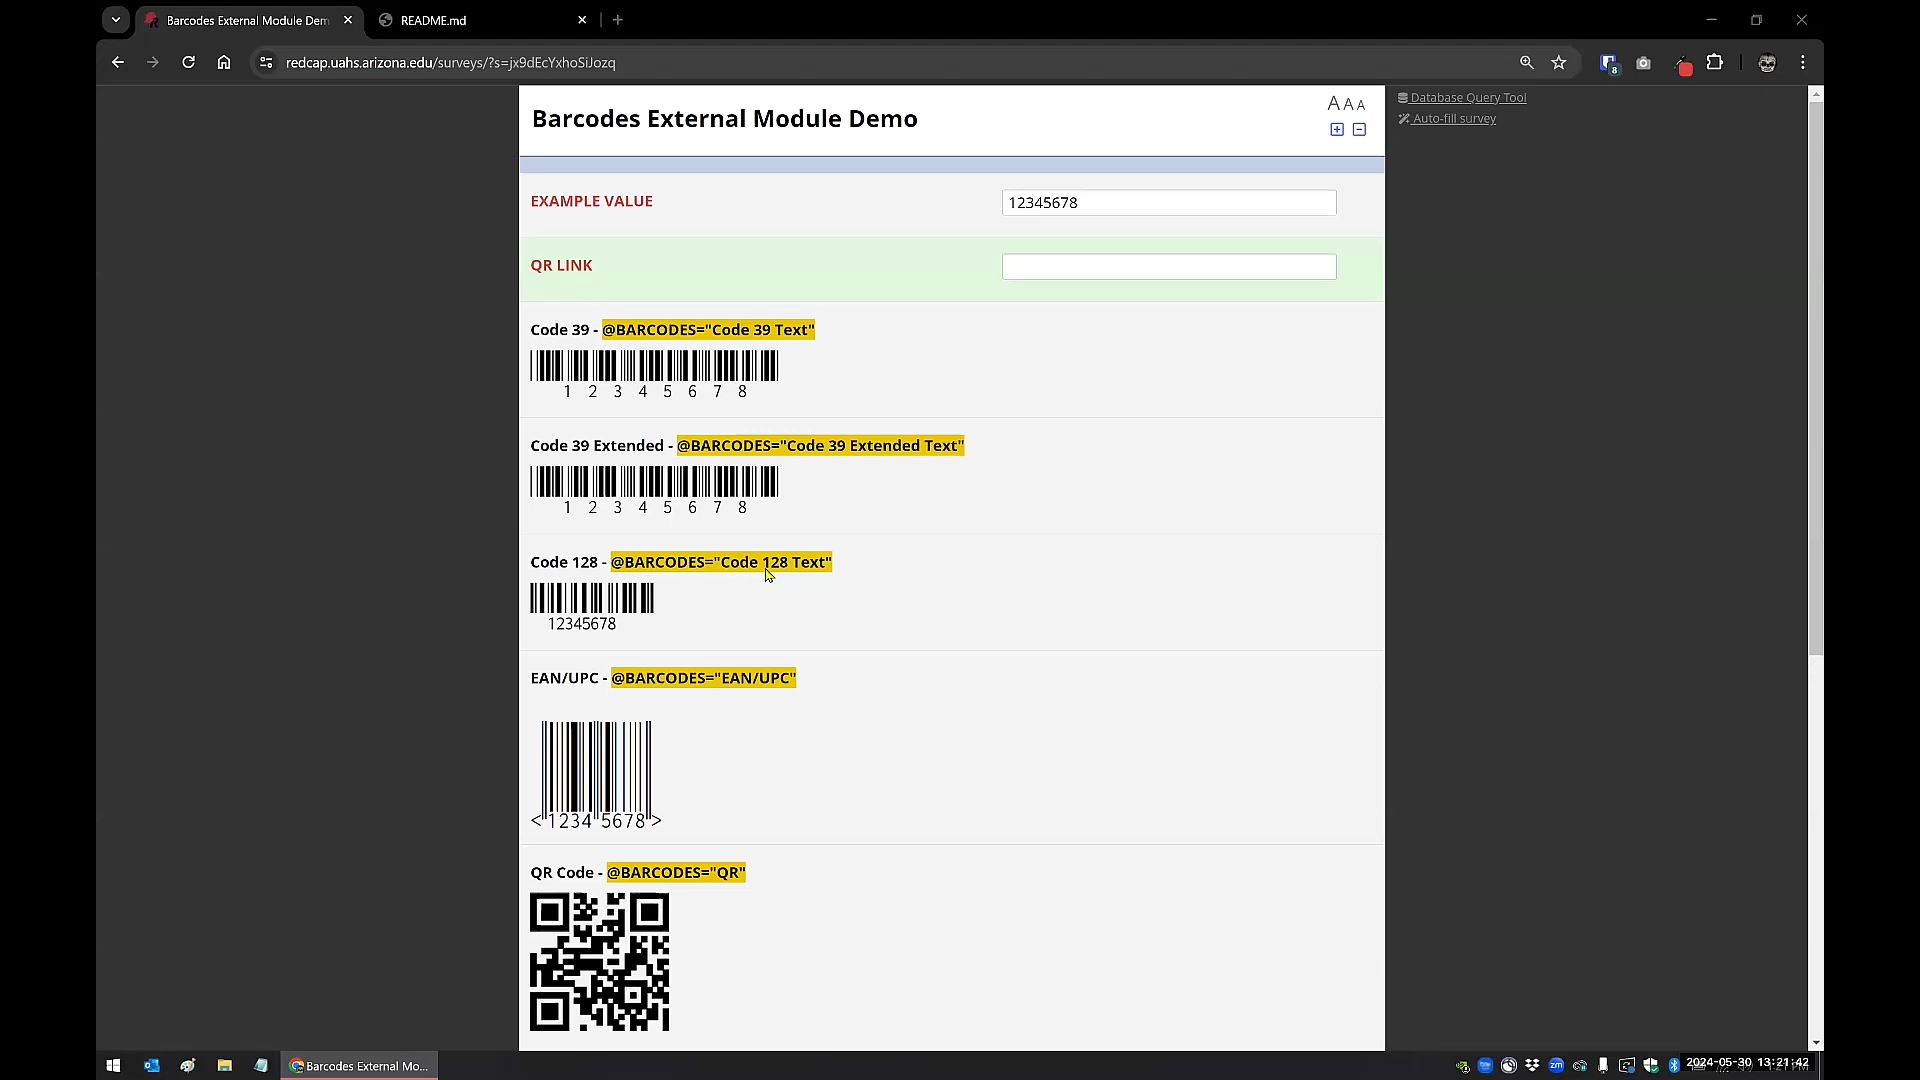 Barcodes External Module Dem
README.md
redcap.uahs.arizona.edu/surveys/?s=jx9dEcYxhoSiJozq
8
Barcodes External Module Demo
A A A
Database Query Tool
Auto-fill survey
EXAMPLE VALUE
12345678
QR LINK
Code 39 - @BARCODES="Code 39 Text"
1 2 3 4 5 6 7 8
Code 39 Extended - @BARCODES="Code 39 Extended Text"
1 2 3 4 5 6 7 8
Code 128 - @BARCODES="Code 128 Text"
12345678
EAN/UPC - @BARCODES="EAN/UPC"
<1234 5678>
QR Code - @BARCODES="QR"
Barcodes External Mo...
zm
2024-05-30 13:21:42